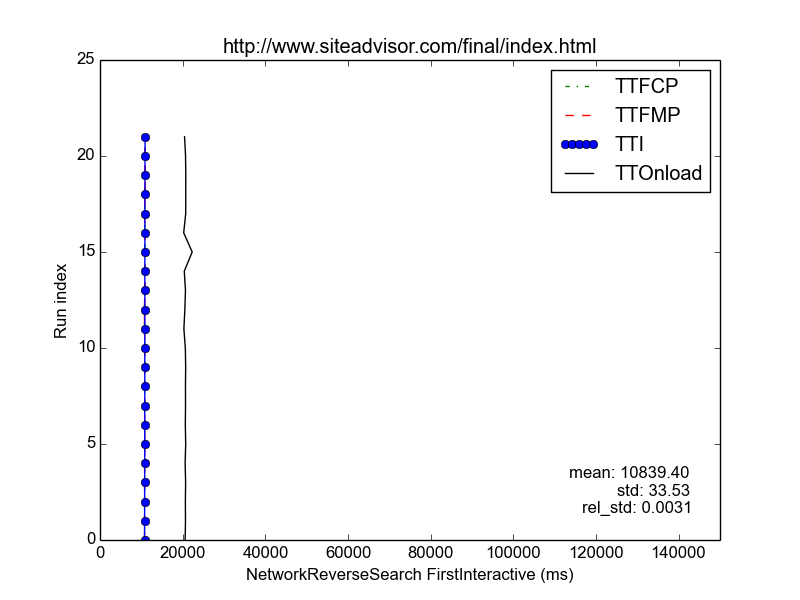 http://www.siteadvisor.com/final/index.html
25
20
15
10
5
0
Run index
TTFCP
TTFMP
TTI
TTOnload
mean: 10839.40
std: 33.53
rel_std: 0.0031
0 20000 40000 60000 80000 100000 120000 140000
NetworkReverseSearch FirstInteractive (ms)